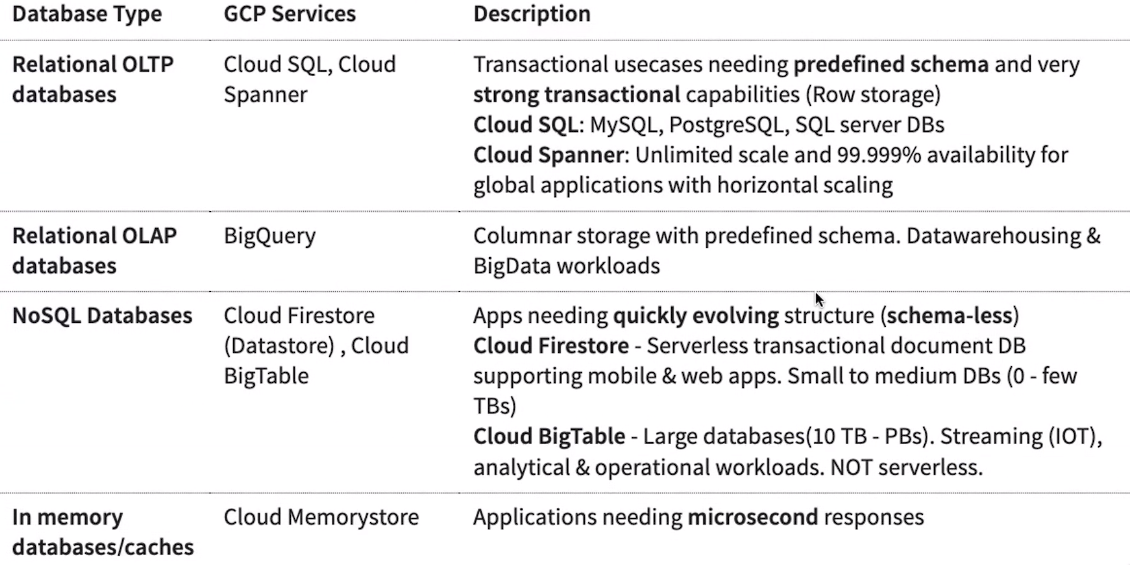 Database Type GCP Services Description
Relational OLTP Cloud SQL, Cloud Transactional usecases needing predefined schema and very
databases Spanner strong transactional capabilities (Row storage)
Cloud SQL: MySQL, PostgreSQL, SQL server DBs
Cloud Spanner: Unlimited scale and 99.999% availability for
global applications with horizontal scaling
Relational OLAP BigQuery Columnar storage with predefined schema. Datawarehousing &
databases BigData workloads
NoSQL Databases Cloud Firestore Apps needing quickly evolving structure (schema-less)
(Datastore) , Cloud Cloud Firestore - Serverless transactional document DB
BigTable supporting mobile & web apps. Small to medium DBs (0 - few
TBs)
Cloud BigTable - Large databases(10 TB - PBs). Streaming (IOT),
analytical & operational workloads. NOT serverless.
In memory Cloud Memorystore Applications needing microsecond responses
databases/caches